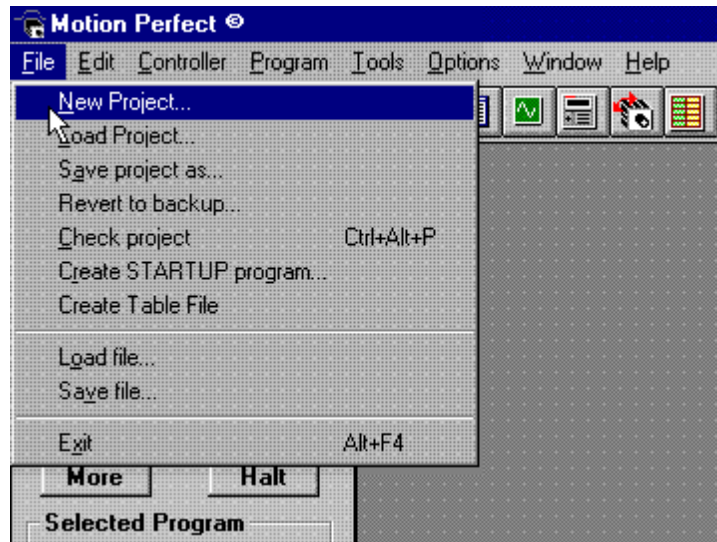 Motion Perfect ©
File Edit Controller Program Tools Options Window Help
New Project...
Load Project...
Save project as...
Revert to backup...
Check project Ctrl+Alt+P
Create STARTUP program...
Create Table File
Load file...
Save file...
Exit Alt+F4
More Halt
Selected Program